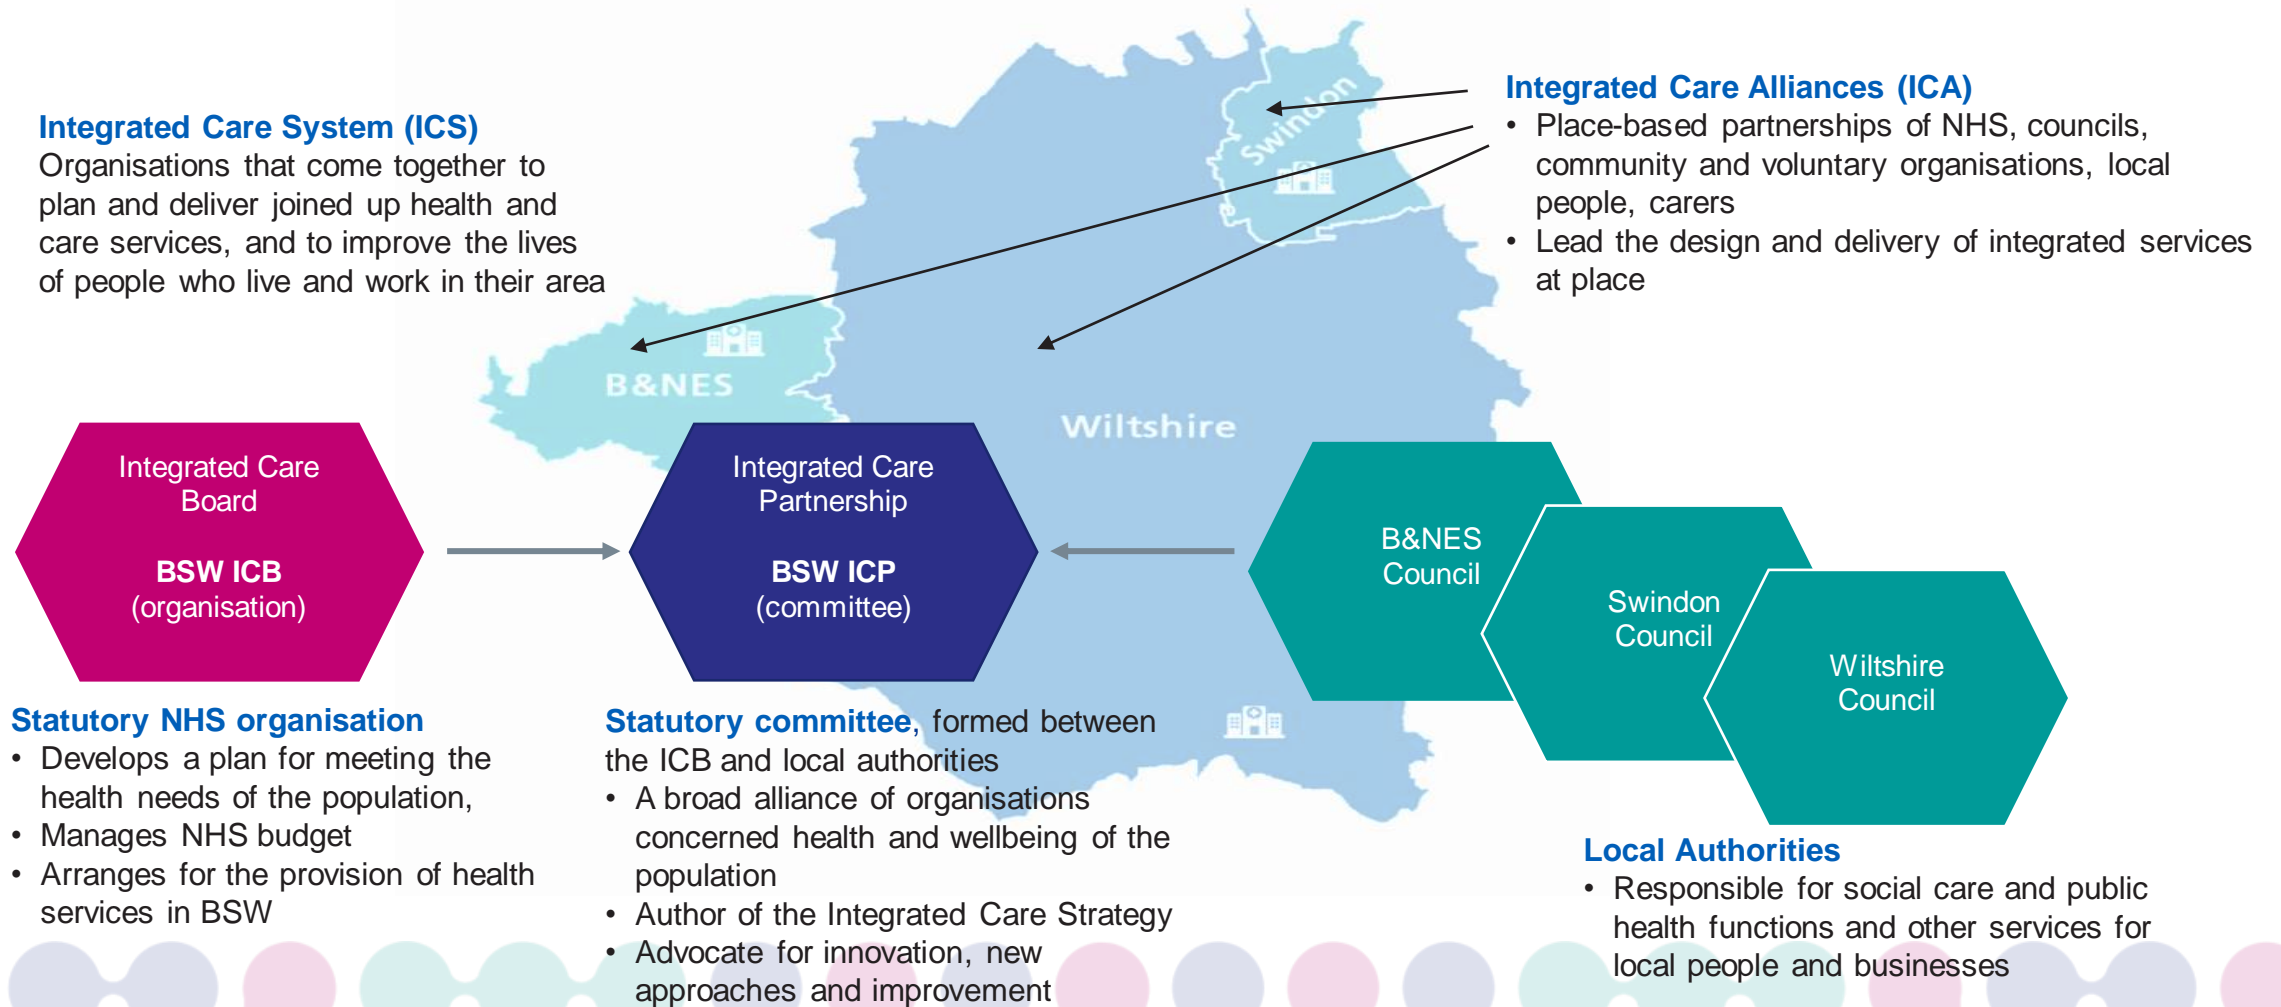 Integrated Care System (ICS)
Organisations that come together to
plan and deliver joined up health and
care services, and to improve the lives
of people who live and work in their area
Swindon
Integrated Care Alliances (ICA)
• Place-based partnerships of NHS, councils,
community and voluntary organisations, local
people, carers
• Lead the design and delivery of integrated services
at place
B&NES
Wiltshire
Integrated Care
Board
BSW ICB
(organisation)
Integrated Care
Partnership
BSW ICP
(committee)
B&NES
Council
Swindon
Council
Wiltshire
Council
Statutory NHS organisation
• Develops a plan for meeting the
health needs of the population,
• Manages NHS budget
• Arranges for the provision of health
services in BSW
Statutory committee, formed between
the ICB and local authorities
• A broad alliance of organisations
concerned health and wellbeing of the
population
• Author of the Integrated Care Strategy
• Advocate for innovation, new
approaches and improvement
Local Authorities
• Responsible for social care and public
health functions and other services for
local people and businesses